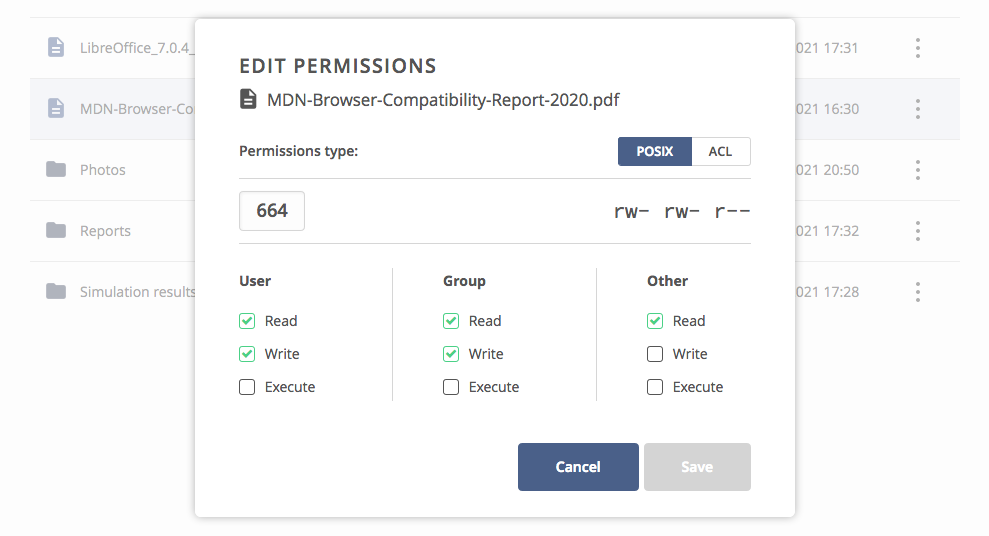 LibreOffice_7.0.4_
021 17:31
EDIT PERMISSIONS
MDN-Browser-Compatibility-Report-2020.pdf
MDN-Browser-Co
021 16:30
Permissions type:
POSIX
ACL
Photos
021 20:50
664
rw- rw- r--
Reports
021 17:32
User
Group
Other
Simulation results
021 17:28
Read
Read
Read
Write
Write
Write
Execute
Execute
Execute
Cancel
Save